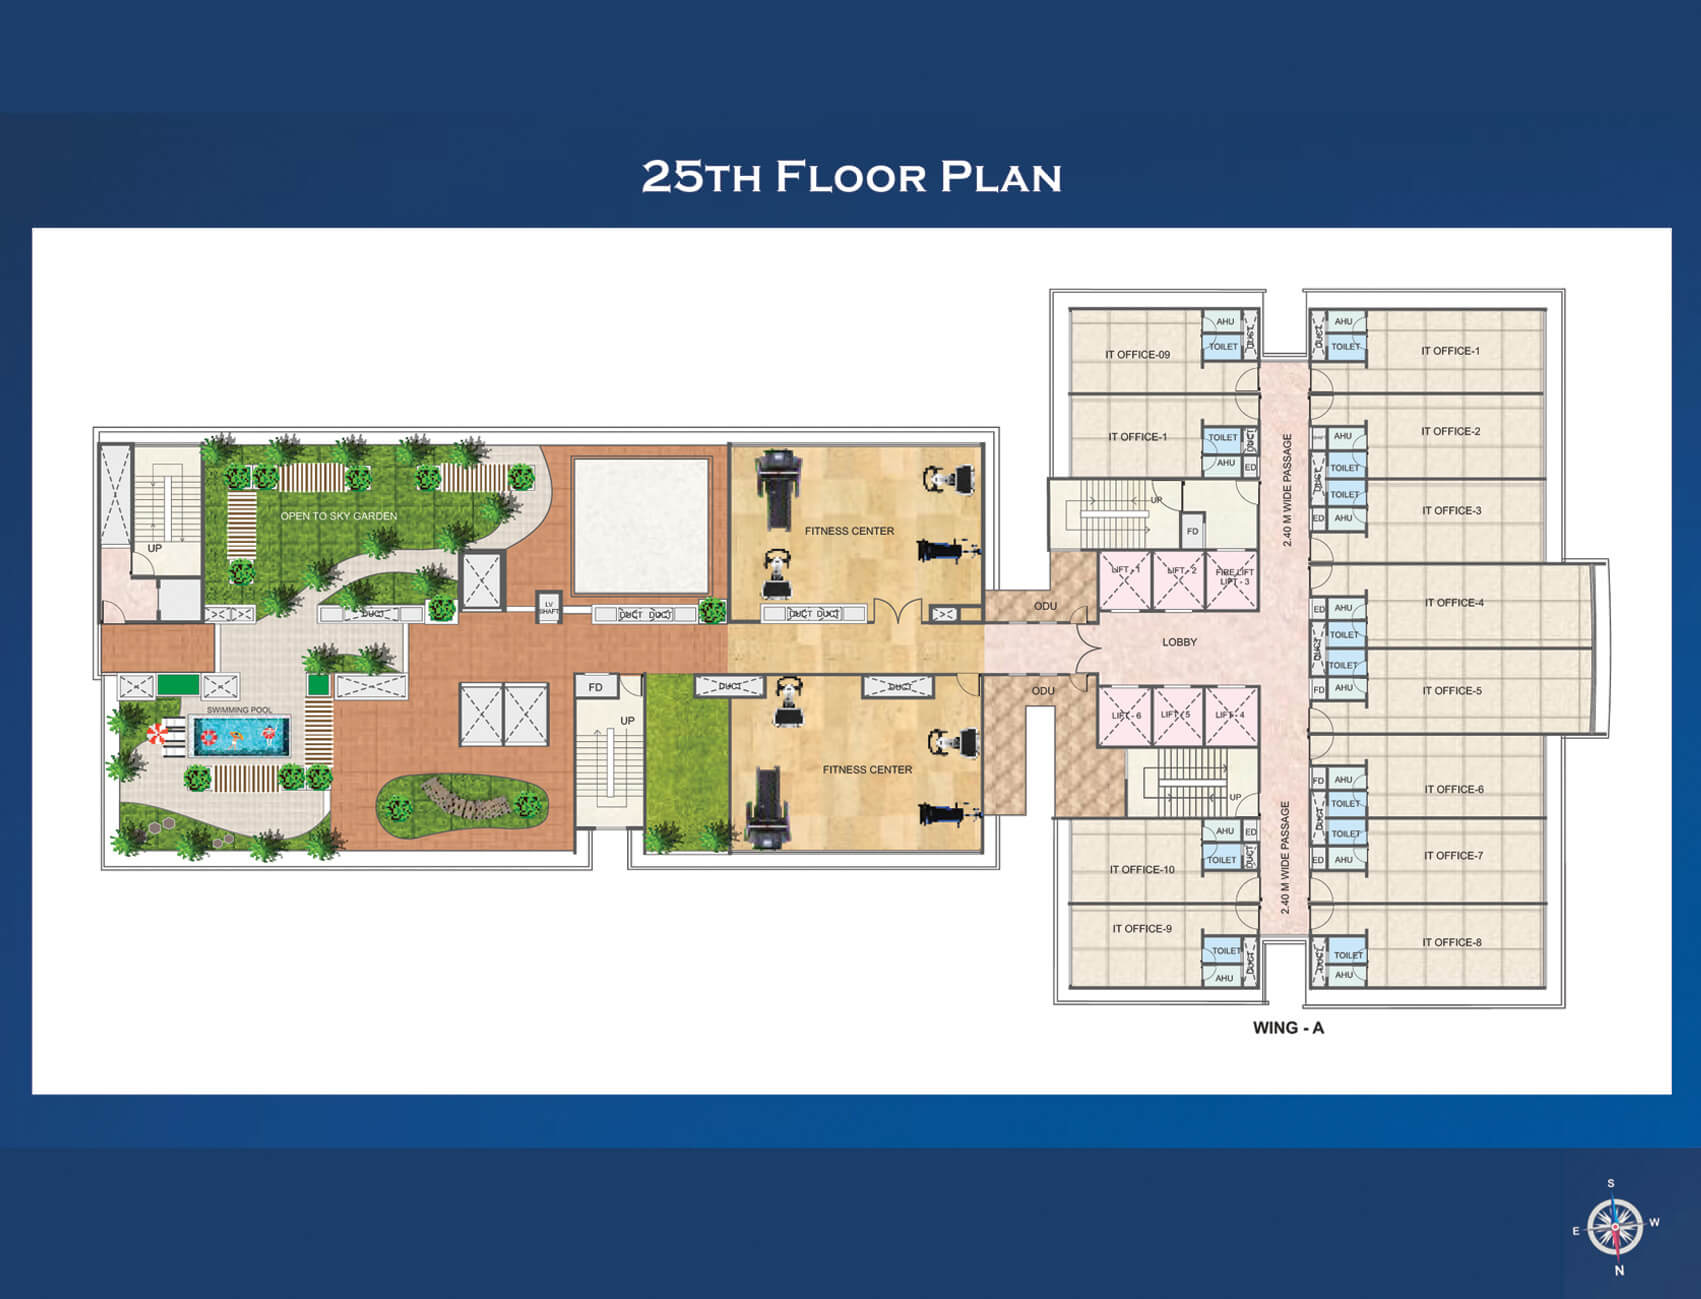 25TH FLOOR PLAN
AHU
TOILET
DUCT
IT OFFICE-09
DUCT
AHU
TOILET
IT OFFICE-1
IT OFFICE-1
TOILET
DUCT
AHU
ED
AHU
IT OFFICE-2
TOILET
DUCT
TOILET
ED
AHU
IT OFFICE-3
2.40 M WIDE PASSAGE
UP
FD
OPEN TO SKY GARDEN
UP
FITNESS CENTER
LIFT - 1
LIFT - 2
FIRE LIFT
LIFT - 3
DUCT
LV
SHAFT
DUCT DUCT
DUCT DUCT
ODU
LOBBY
ED
AHU
IT OFFICE-4
TOILET
DUCT
TOILET
FD
AHU
IT OFFICE-5
FD
DUCT
DUCT
ODU
SWIMMING POOL
UP
LIFT - 6
LIFT - 5
LIFT - 4
FITNESS CENTER
UP
FD
AHU
IT OFFICE-6
TOILET
DUCT
TOILET
ED
AHU
IT OFFICE-7
2.40 M WIDE PASSAGE
AHU
ED
TOILET
DUCT
IT OFFICE-10
IT OFFICE-9
TOILET
DUCT
AHU
DUCT
TOILET
AHU
IT OFFICE-8
WING - A
S
E
W
N